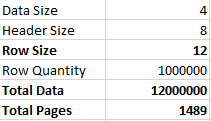 Data Size 4
Header Size 8
Row Size 12
Row Quantity 1000000
Total Data 12000000
Total Pages 1489